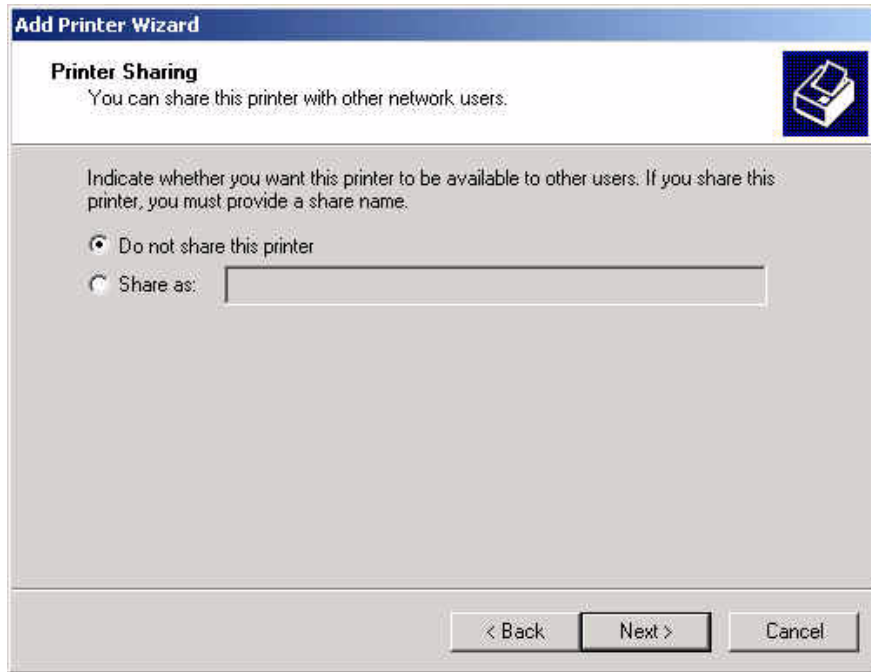 Add Printer Wizard
Printer Sharing
You can share this printer with other network users.
Indicate whether you want this printer to be available to other users. If you share this
printer, you must provide a share name.
Do not share this printer
Share as:
< Back Next > Cancel